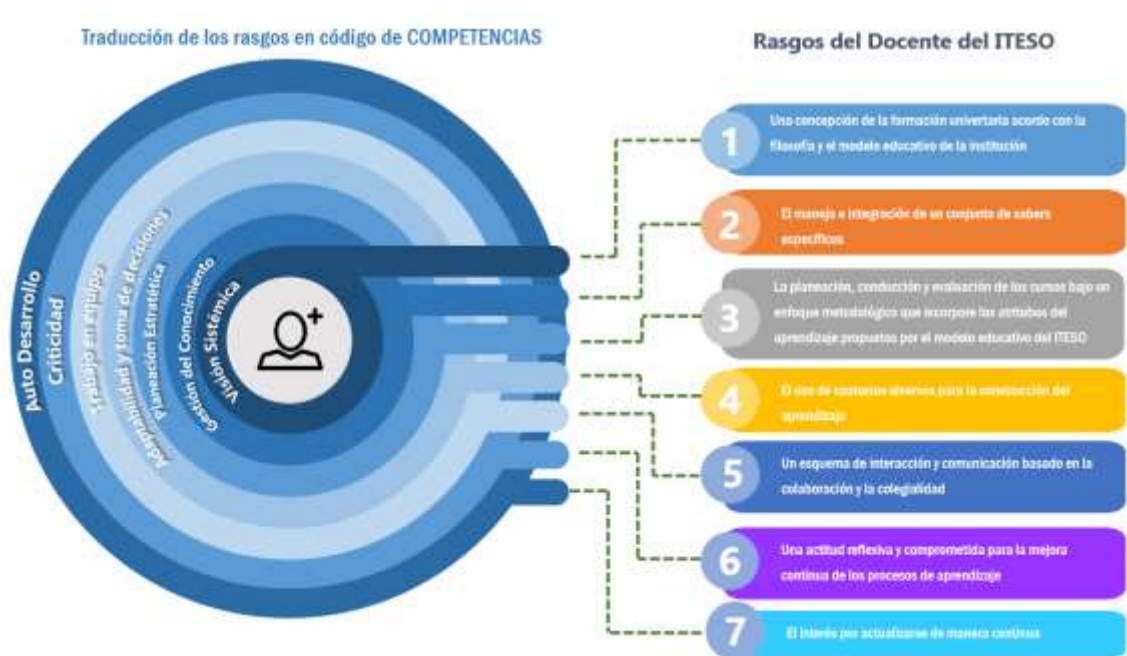 Traducción de los rasgos en código de COMPETENCIAS
Auto Desarrollo
Criticidad
Trabajo en equipo
Adaptabilidad y toma de decisiones
Planeación Estratética
Gestión del Conocimiento
Visión Sistémica
Rasgos del Docente del ITESO
1
Una concepción de la formación univertaria acorde con la
filosofía y el modelo educativo de la institución
2
El manejo e integración de un conjunto de sabers
específicos
3
La planeación, conducción y evaluación de los cursos bajo un
enfoque metodológico que incorpore los atritubos del
aprendizaje propuetos por el modelo educativo del ITESO
4
El uso de contextos diversos para la construcción del
aprendizaje
5
Un esquema de interacción y comunicación basado en la
colaboración y la colegialidad
6
Una actitud reflexiva y comprometida para la mejora
continua de los procesos de aprendizaje
7
El interés por actualizarse de manera continua